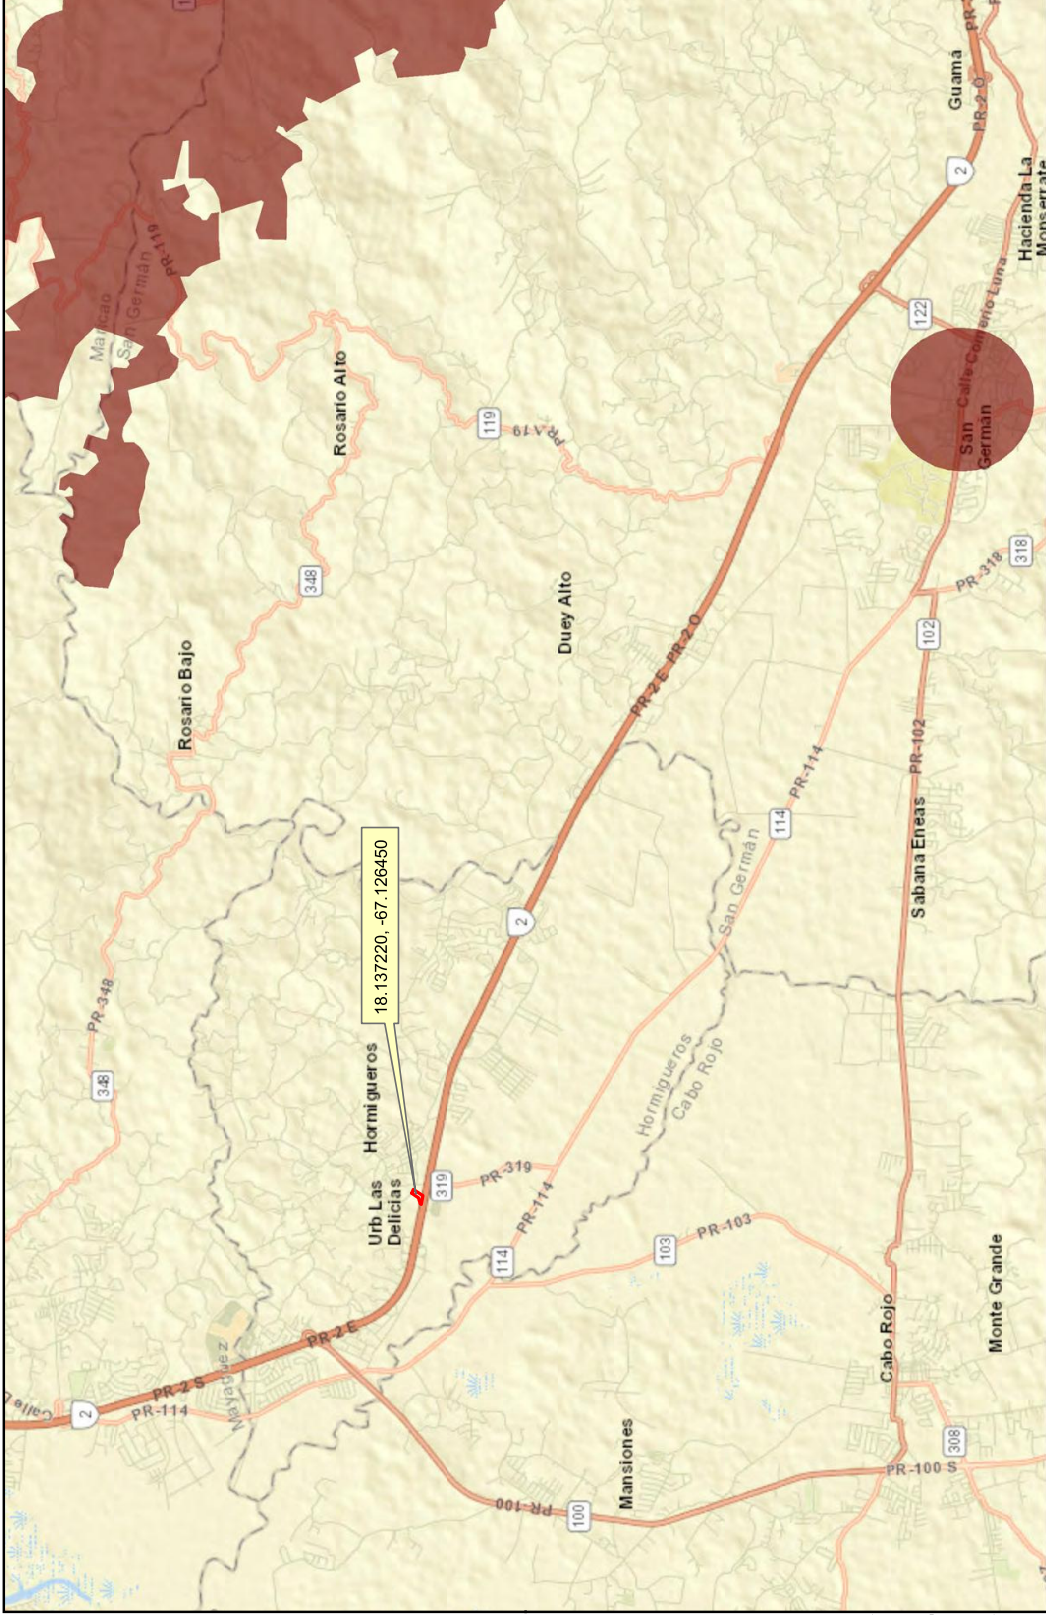 Guamá
PR-2 O
2
Hacienda La
Monserrate
122
Calle Comerio Luna
San
Germán
PR-119
Maricao
San Germán
Rosario Alto
119
PR-119
348
318
PR-318
102
Duey Alto
Rosario Bajo
PR-2 E
PR-2 O
PR-102
PR-114
114
Sabana Eneas
San Germán
2
18.137220, -67.126450
PR-348
348
Hormigueros
Hormigueros
Cabo Rojo
Urb Las
Delicias
319
PR-319
PR-114
114
103
PR-103
Monte Grande
Cabo Rojo
PR-2 E
Mayagüez
PR-2 S
PR-114
2
Mansiones
308
PR-100 S
PR-100
100